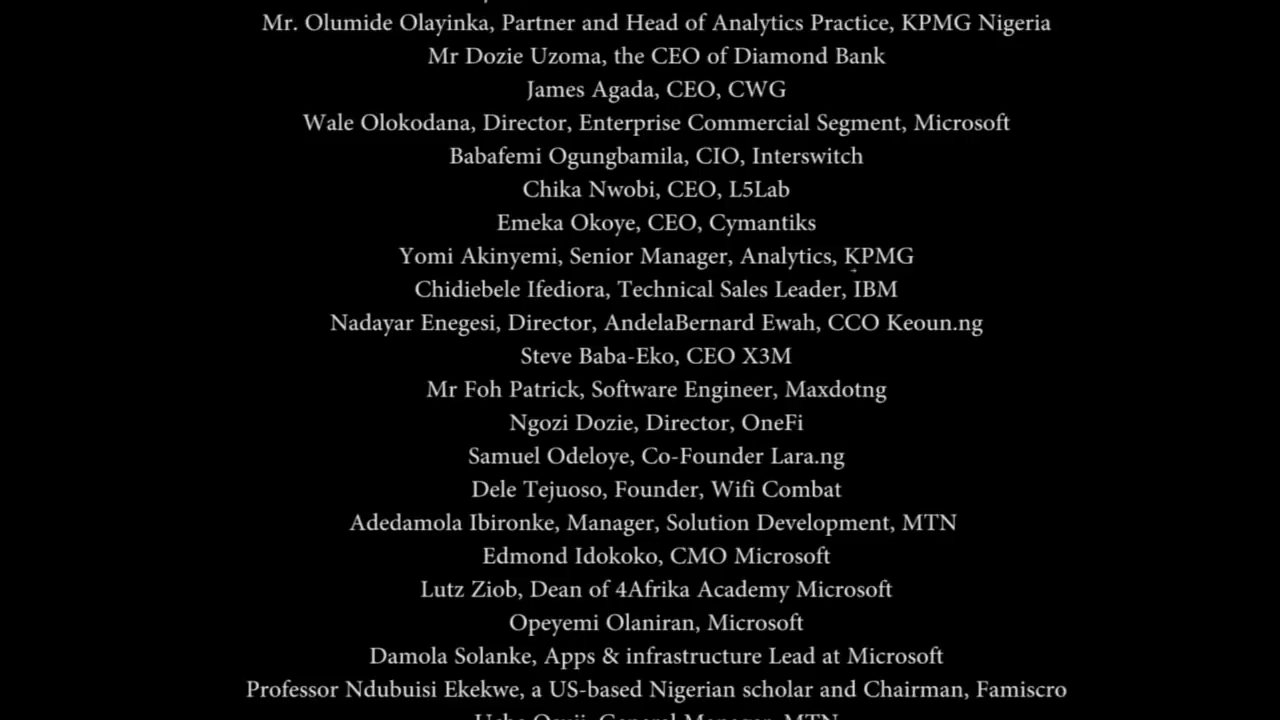 Mr. Olumide Olayinka, Partner and Head of Analytics Practice, KPMG Nigeria
Mr Dozie Uzoma, the CEO of Diamond Bank
James Agada, CEO, CWG
Wale Olokodana, Director, Enterprise Commercial Segment, Microsoft
Babafemi Ogungbamila, CIO, Interswitch
Chika Nwobi, CEO, L5Lab
Emeka Okoye, CEO, Cymantiks
Yomi Akinyemi, Senior Manager, Analytics, KPMG
Chidiebele Ifediora, Technical Sales Leader, IBM
Nadayar Enegesi, Director, AndelaBernard Ewah, CCO Keoun.ng
Steve Baba-Eko, CEO X3M
Mr Foh Patrick, Software Engineer, Maxdotng
Ngozi Dozie, Director, OneFi
Samuel Odeloye, Co-Founder Lara.ng
Dele Tejuoso, Founder, Wifi Combat
Adedamola Ibironke, Manager, Solution Development, MTN
Edmond Idokoko, CMO Microsoft
Lutz Ziob, Dean of 4Afrika Academy Microsoft
Opeyemi Olaniran, Microsoft
Damola Solanke, Apps & infrastructure Lead at Microsoft
Professor Ndubuisi Ekekwe, a US-based Nigerian scholar and Chairman, Famiscro
General Manager, MTN